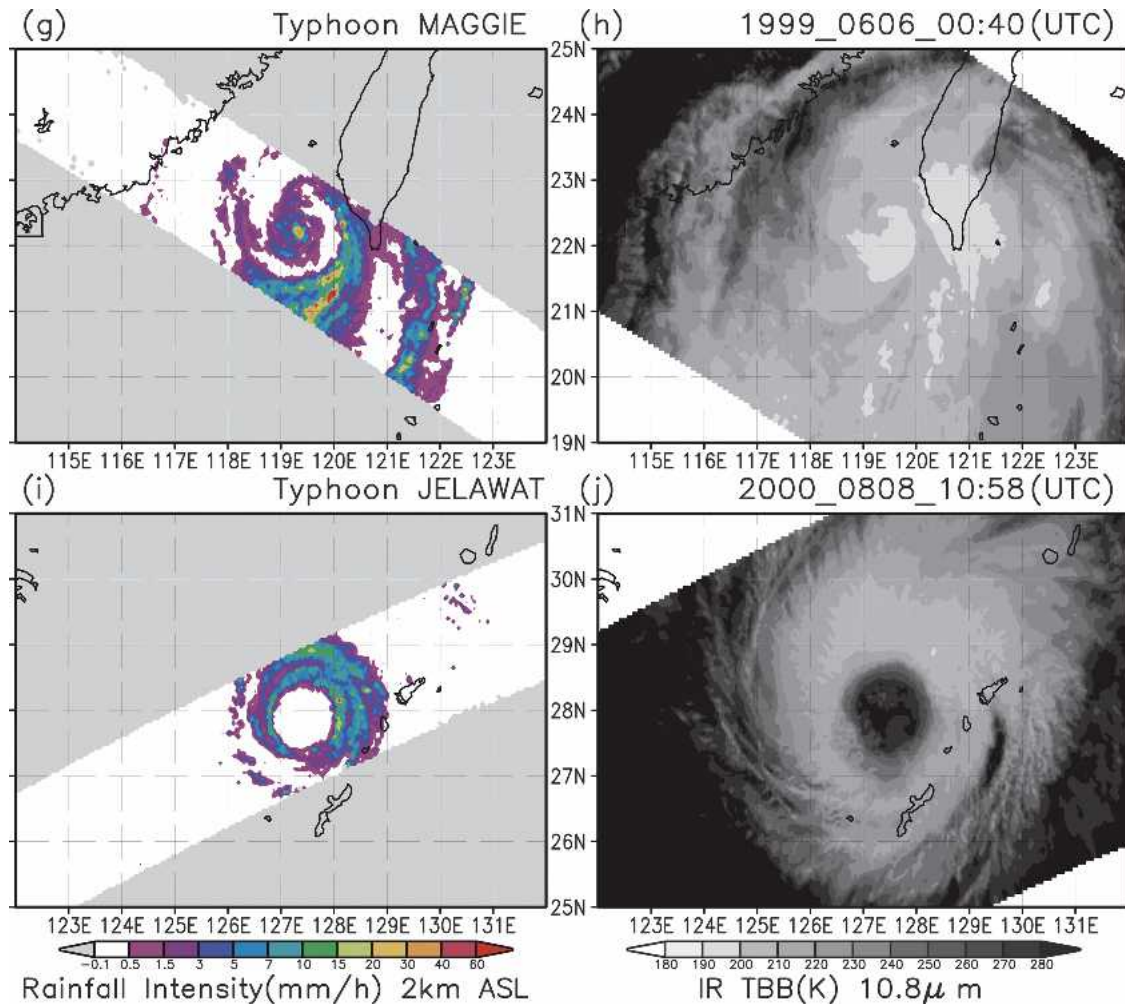 (g) Typhoon MAGGIE
(h) 1999_0606_00:40(UTC)
25N
24N
23N
22N
21N
20N
19N
115E 116E 117E 118E 119E 120E 121E 122E 123E
115E 116E 117E 118E 119E 120E 121E 122E 123E
(i) Typhoon JELAWAT
(j) 2000_0808_10:58(UTC)
31N
30N
29N
28N
27N
26N
25N
123E 124E 125E 126E 127E 128E 129E 130E 131E
123E 124E 125E 126E 127E 128E 129E 130E 131E
-0.1 0.5 1.5 3 5 7 10 15 20 30 40 60
Rainfall Intensity(mm/h) 2km ASL
180 190 200 210 220 230 240 250 260 270 280
IR TBB(K) 10.8μ m